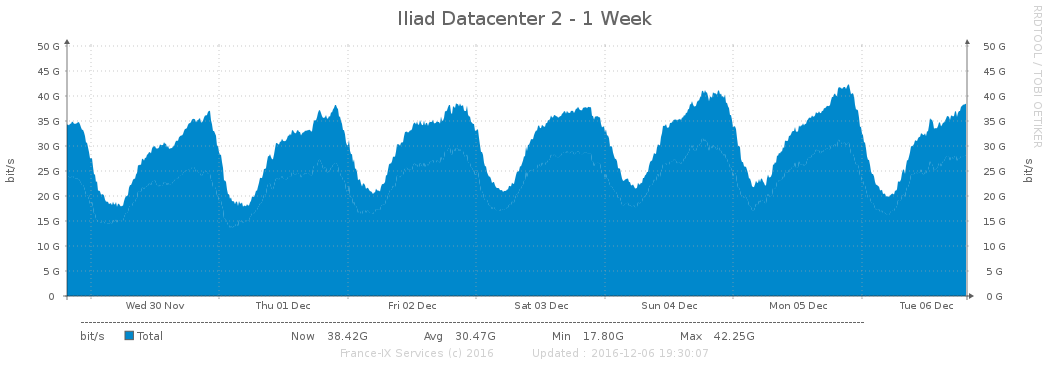 Iliad Datacenter 2 - 1 Week
RRDTOOL / TOBI OETIKER
50 G 50 G
45 G 45 G
40 G 40 G
35 G 35 G
30 G 30 G
25 G 25 G
20 G 20 G
15 G 15 G
10 G 10 G
5 G 5 G
0 0 G
bit/s bit/s
Wed 30 Nov Thu 01 Dec Fri 02 Dec Sat 03 Dec Sun 04 Dec Mon 05 Dec Tue 06 Dec
bit/s Total Now 38.42G Avg 30.47G Min 17.80G Max 42.25G
France-IX Services (c) 2016 Updated : 2016-12-06 19:30:07